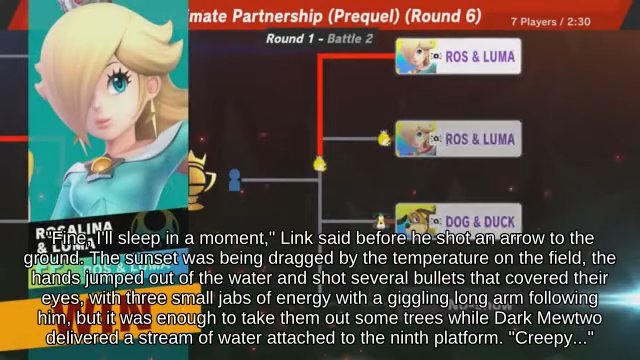 mate Partnership (Prequel) (Round 6)
7 Players / 2:30
Round 1 - Battle 2
ROS & LUMA
ROS & LUMA
DOG & DUCK
ROSALINA
& LUMA
ROS & LUMA
WIN
"Fine, I'll sleep in a moment," Link said before he shot an arrow to the
ground. The sunset was being dragged by the temperature on the field, the
hands jumped out of the water and shot several bullets that covered their
eyes, with three small jabs of energy with a giggling long arm following
him, but it was enough to take them out some trees while Dark Mewtwo
delivered a stream of water attached to the ninth platform. "Creepy..."